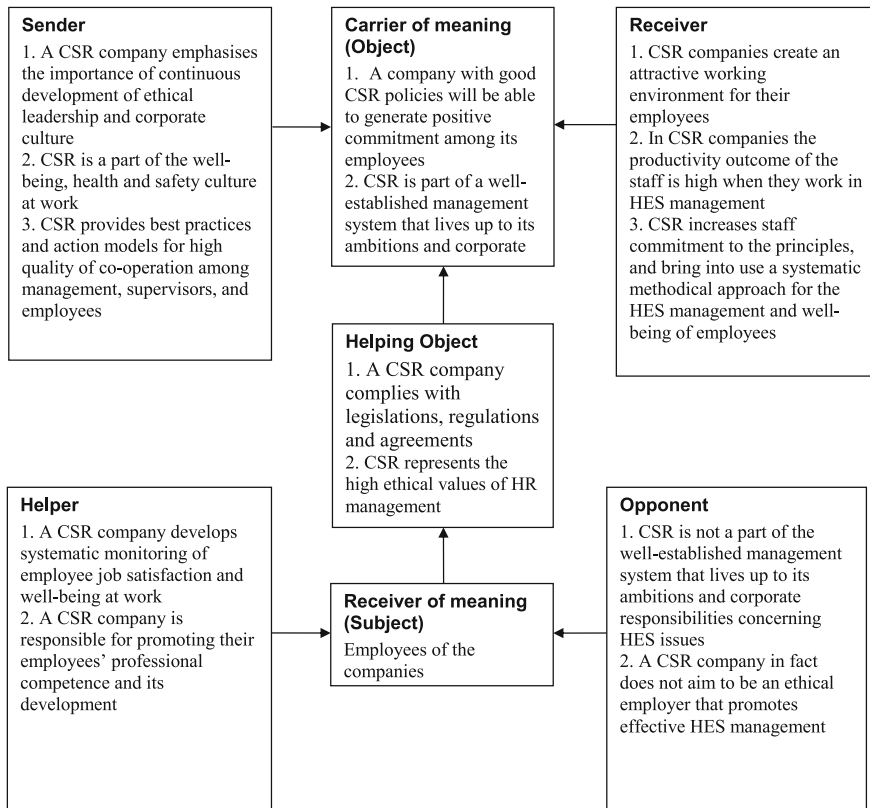 Sender
1. A CSR company emphasises
the importance of continuous
development of ethical
leadership and corporate
culture
2. CSR is a part of the well-
being, health and safety culture
at work
3. CSR provides best practices
and action models for high
quality of co-operation among
management, supervisors, and
employees
Carrier of meaning
(Object)
1. A company with good
CSR policies will be able
to generate positive
commitment among its
employees
2. CSR is part of a well-
established management
system that lives up to its
ambitions and corporate
Receiver
1. CSR companies create an
attractive working
environment for their
employees
2. In CSR companies the
productivity outcome of the
staff is high when they work in
HES management
3. CSR increases staff
commitment to the principles,
and bring into use a systematic
methodical approach for the
HES management and well-
being of employees
Helping Object
1. A CSR company
complies with
legislations, regulations
and agreements
2. CSR represents the
high ethical values of HR
management
Helper
1. A CSR company develops
systematic monitoring of
employee job satisfaction and
well-being at work
2. A CSR company is
responsible for promoting their
employees’ professional
competence and its
development
Receiver of meaning
(Subject)
Employees of the
companies
Opponent
1. CSR is not a part of the
well-established management
system that lives up to its
ambitions and corporate
responsibilities concerning
HES issues
2. A CSR company in fact
does not aim to be an ethical
employer that promotes
effective HES management